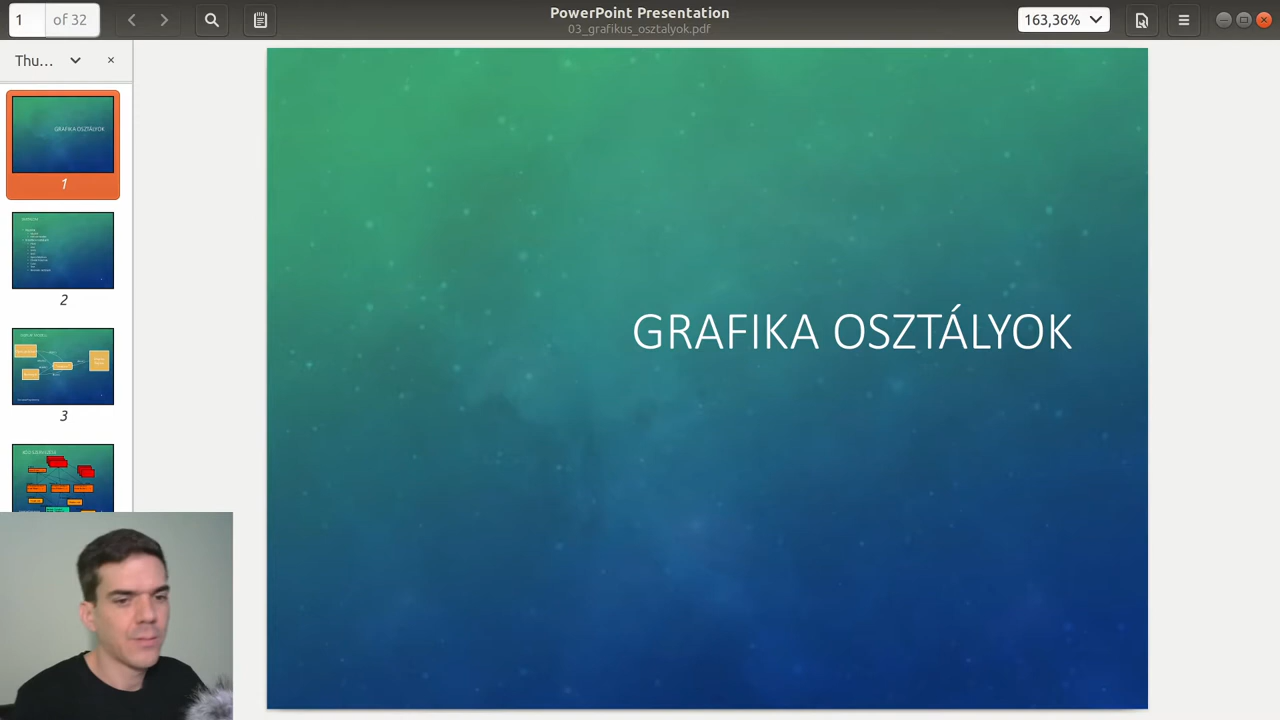 1 of 32
PowerPoint Presentation
03_grafikus_osztalyok.pdf
163,36%
Thu…
GRAFIKA OSZTÁLYOK
1
2
3
GRAFIKA OSZTÁLYOK